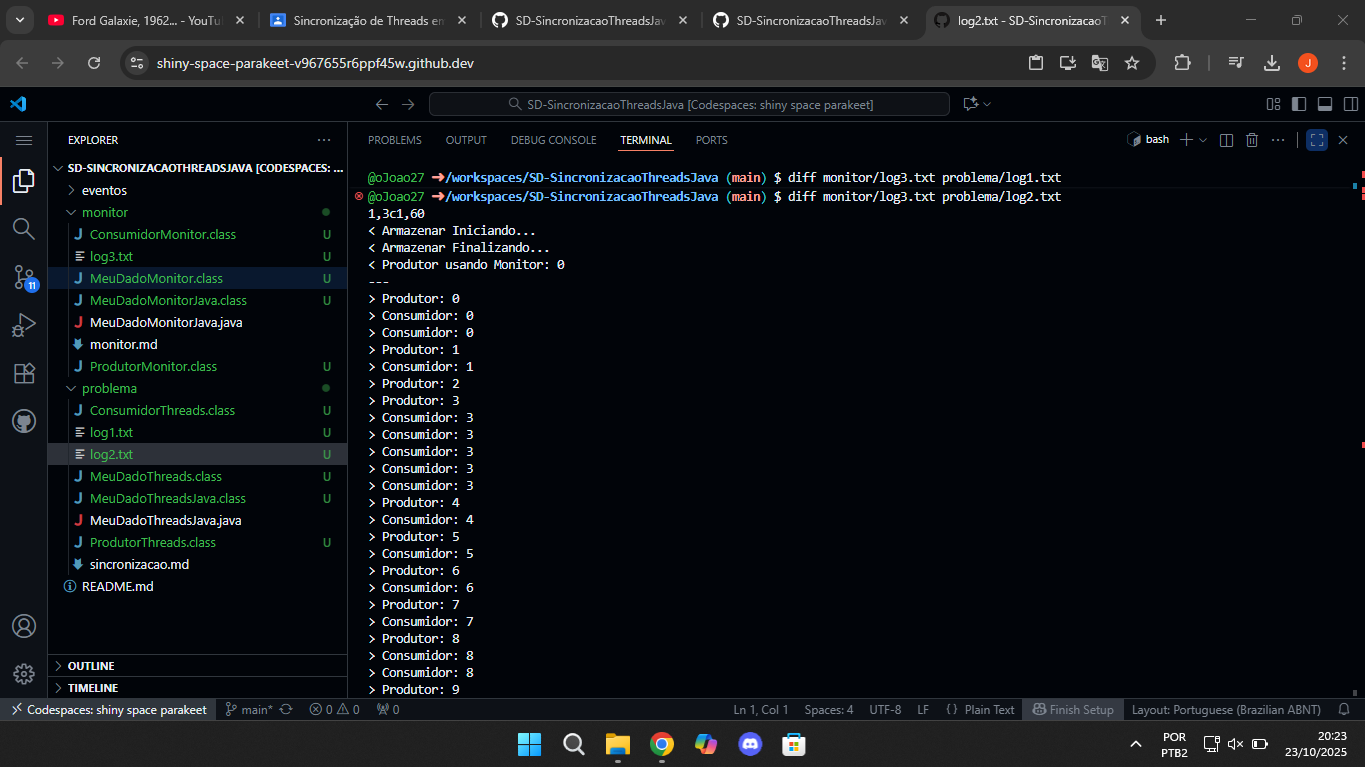 Ford Galaxie, 1962... - YouTu
Sincronização de Threads en
SD-SincronizacaoThreadsJav
SD-SincronizacaoThreadsJav
log2.txt - SD-SincronizacaoT
shiny-space-parakeet-v967655r6ppf45w.github.dev
J
SD-SincronizacaoThreadsJava [Codespaces: shiny space parakeet]
EXPLORER
SD-SINCRONIZACAOTHREADSJAVA [CODESPACES: ...
eventos
monitor
ConsumidorMonitor.class U
log3.txt U
MeuDadoMonitor.class U
MeuDadoMonitorJava.class U
MeuDadoMonitorJava.java
monitor.md
ProdutorMonitor.class U
problema
ConsumidorThreads.class U
log1.txt U
log2.txt U
MeuDadoThreads.class U
MeuDadoThreadsJava.class U
MeuDadoThreadsJava.java
ProdutorThreads.class U
sincronizacao.md
README.md
OUTLINE
TIMELINE
11
PROBLEMS OUTPUT DEBUG CONSOLE TERMINAL PORTS
bash
@oJoao27 ➜/workspaces/SD-SincronizacaoThreadsJava (main) $ diff monitor/log3.txt problema/log1.txt
@oJoao27 ➜/workspaces/SD-SincronizacaoThreadsJava (main) $ diff monitor/log3.txt problema/log2.txt
1,3c1,60
< Armazenar Iniciando...
< Armazenar Finalizando...
< Produtor usando Monitor: 0
---
> Produtor: 0
> Consumidor: 0
> Consumidor: 0
> Produtor: 1
> Consumidor: 1
> Produtor: 2
> Produtor: 3
> Consumidor: 3
> Consumidor: 3
> Consumidor: 3
> Consumidor: 3
> Consumidor: 3
> Produtor: 4
> Consumidor: 4
> Produtor: 5
> Consumidor: 5
> Produtor: 6
> Consumidor: 6
> Produtor: 7
> Consumidor: 7
> Produtor: 8
> Consumidor: 8
> Consumidor: 8
> Produtor: 9
Codespaces: shiny space parakeet main* 0 0 0 Ln 1, Col 1 Spaces: 4 UTF-8 LF {} Plain Text Finish Setup Layout: Portuguese (Brazilian ABNT)
POR
PTB2
20:23
23/10/2025